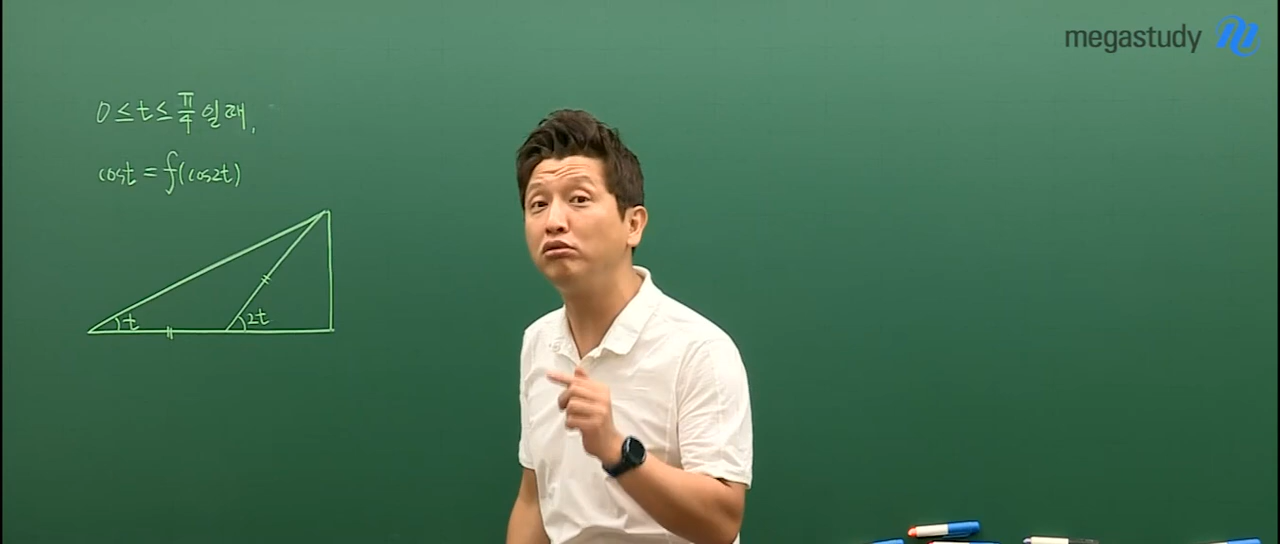 megastudy
0 ≤ t ≤ π/4 일때,
cost = f(cos2t)
t
2t